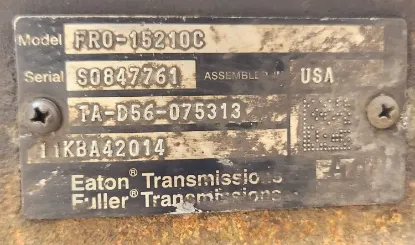 Model FRO-15210C
Serial S0847761 ASSEMBLED IN USA
TA-D56-075313
11KBA42014
Eaton® Transmissions
Fuller® Transmissions